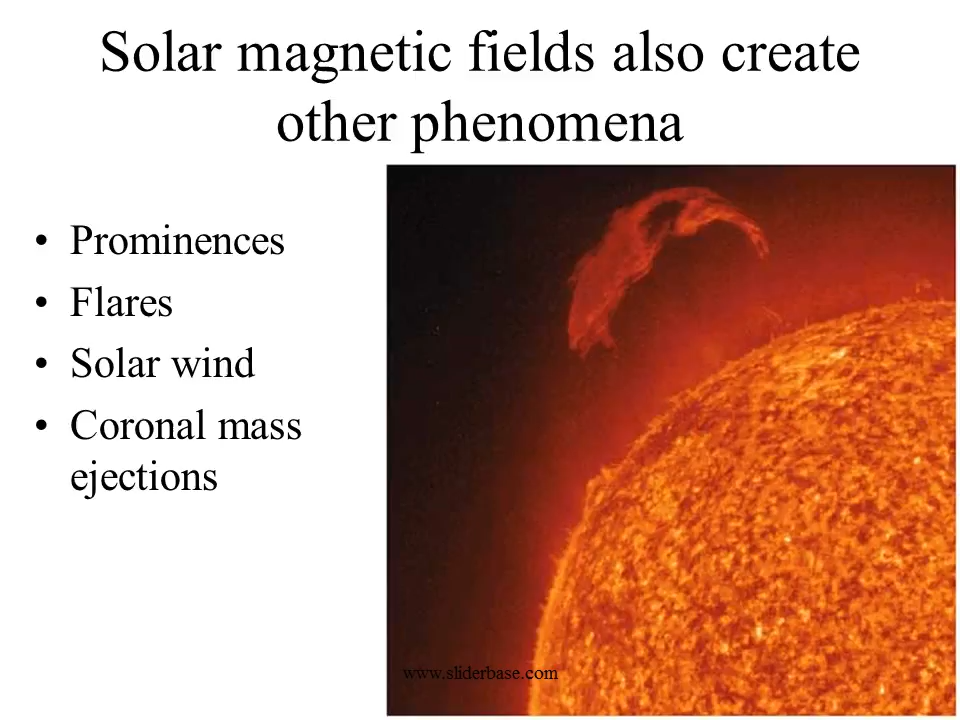 Solar magnetic fields also create
other phenomena
• Prominences
• Flares
• Solar wind
• Coronal mass
ejections
www.sliderbase.com